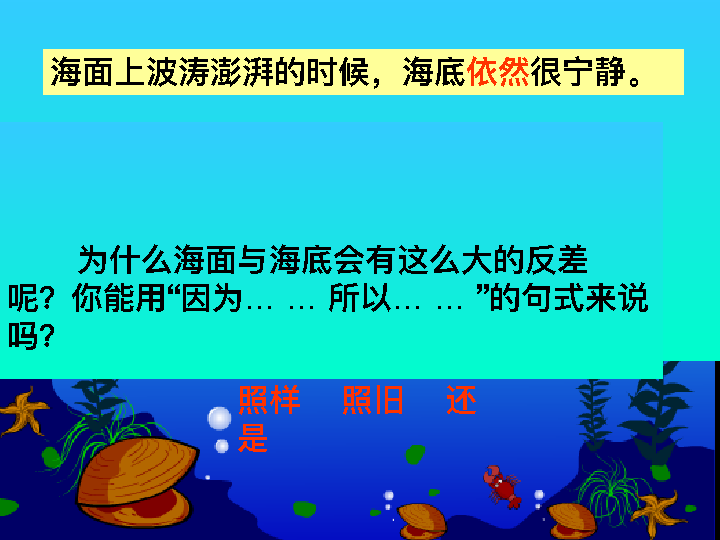 海面上波涛澎湃的时候，海底依然很宁静。
为什么海面与海底会有这么大的反差
呢？你能用“因为… … 所以… … ”的句式来说
吗？
照样 照旧 还
是